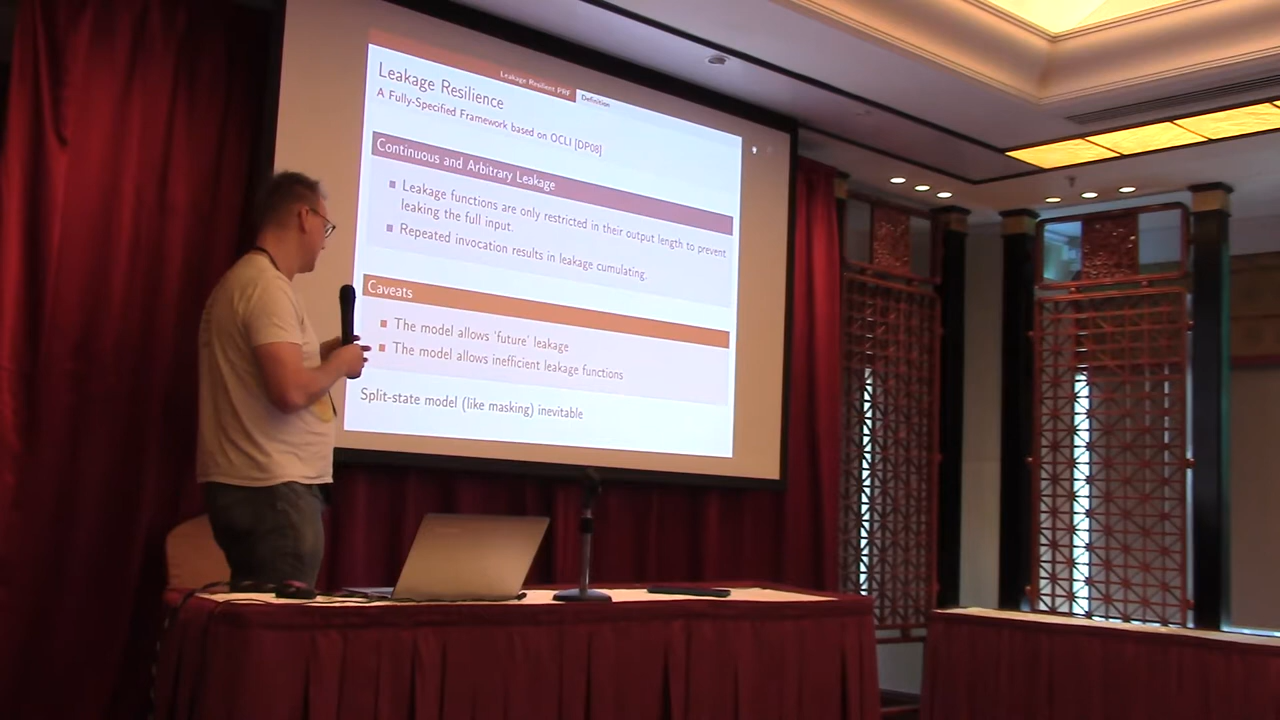 Leakage Resilient PRF
Definition
Leakage Resilience
A Fully-Specified Framework based on OCLI [DP08]
Continuous and Arbitrary Leakage
Leakage functions are only restricted in their output length to prevent
leaking the full input.
Repeated invocation results in leakage cumulating.
Caveats
The model allows ‘future’ leakage
The model allows inefficient leakage functions
Split-state model (like masking) inevitable